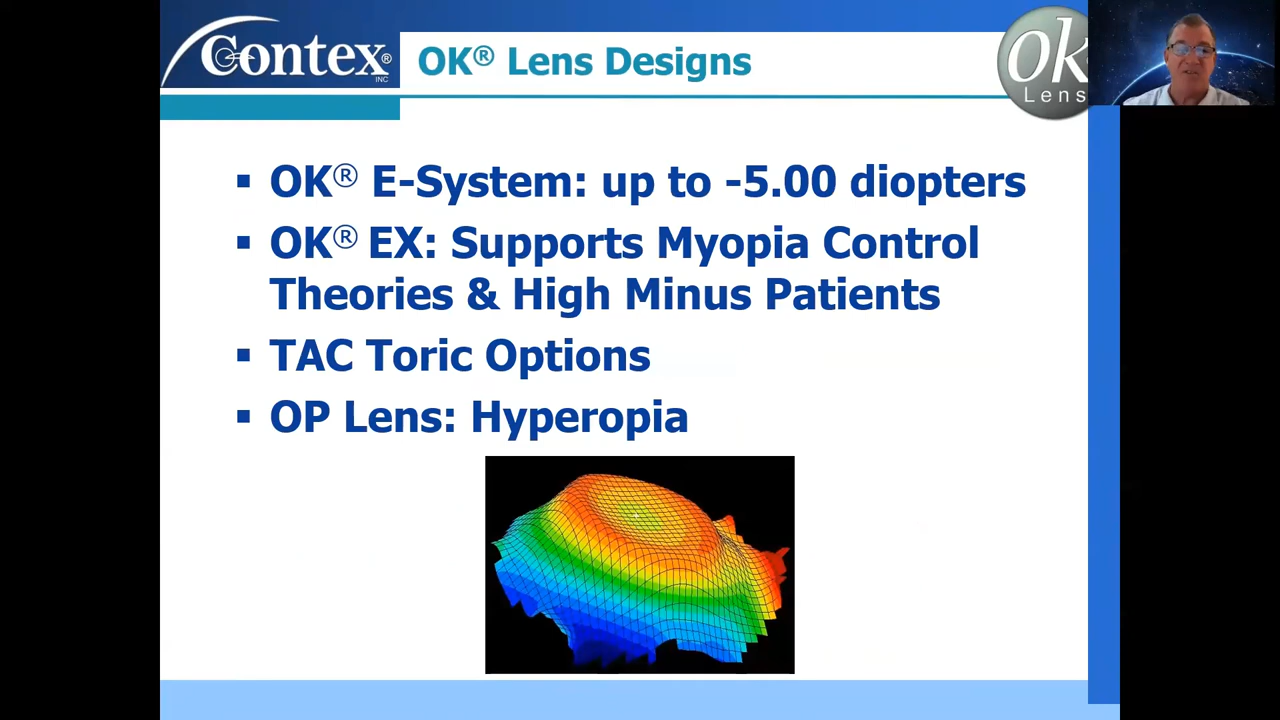 Contex®
INC
OK® Lens Designs
ok
Lens
▪ OK® E-System: up to -5.00 diopters
▪ OK® EX: Supports Myopia Control
Theories & High Minus Patients
▪ TAC Toric Options
▪ OP Lens: Hyperopia